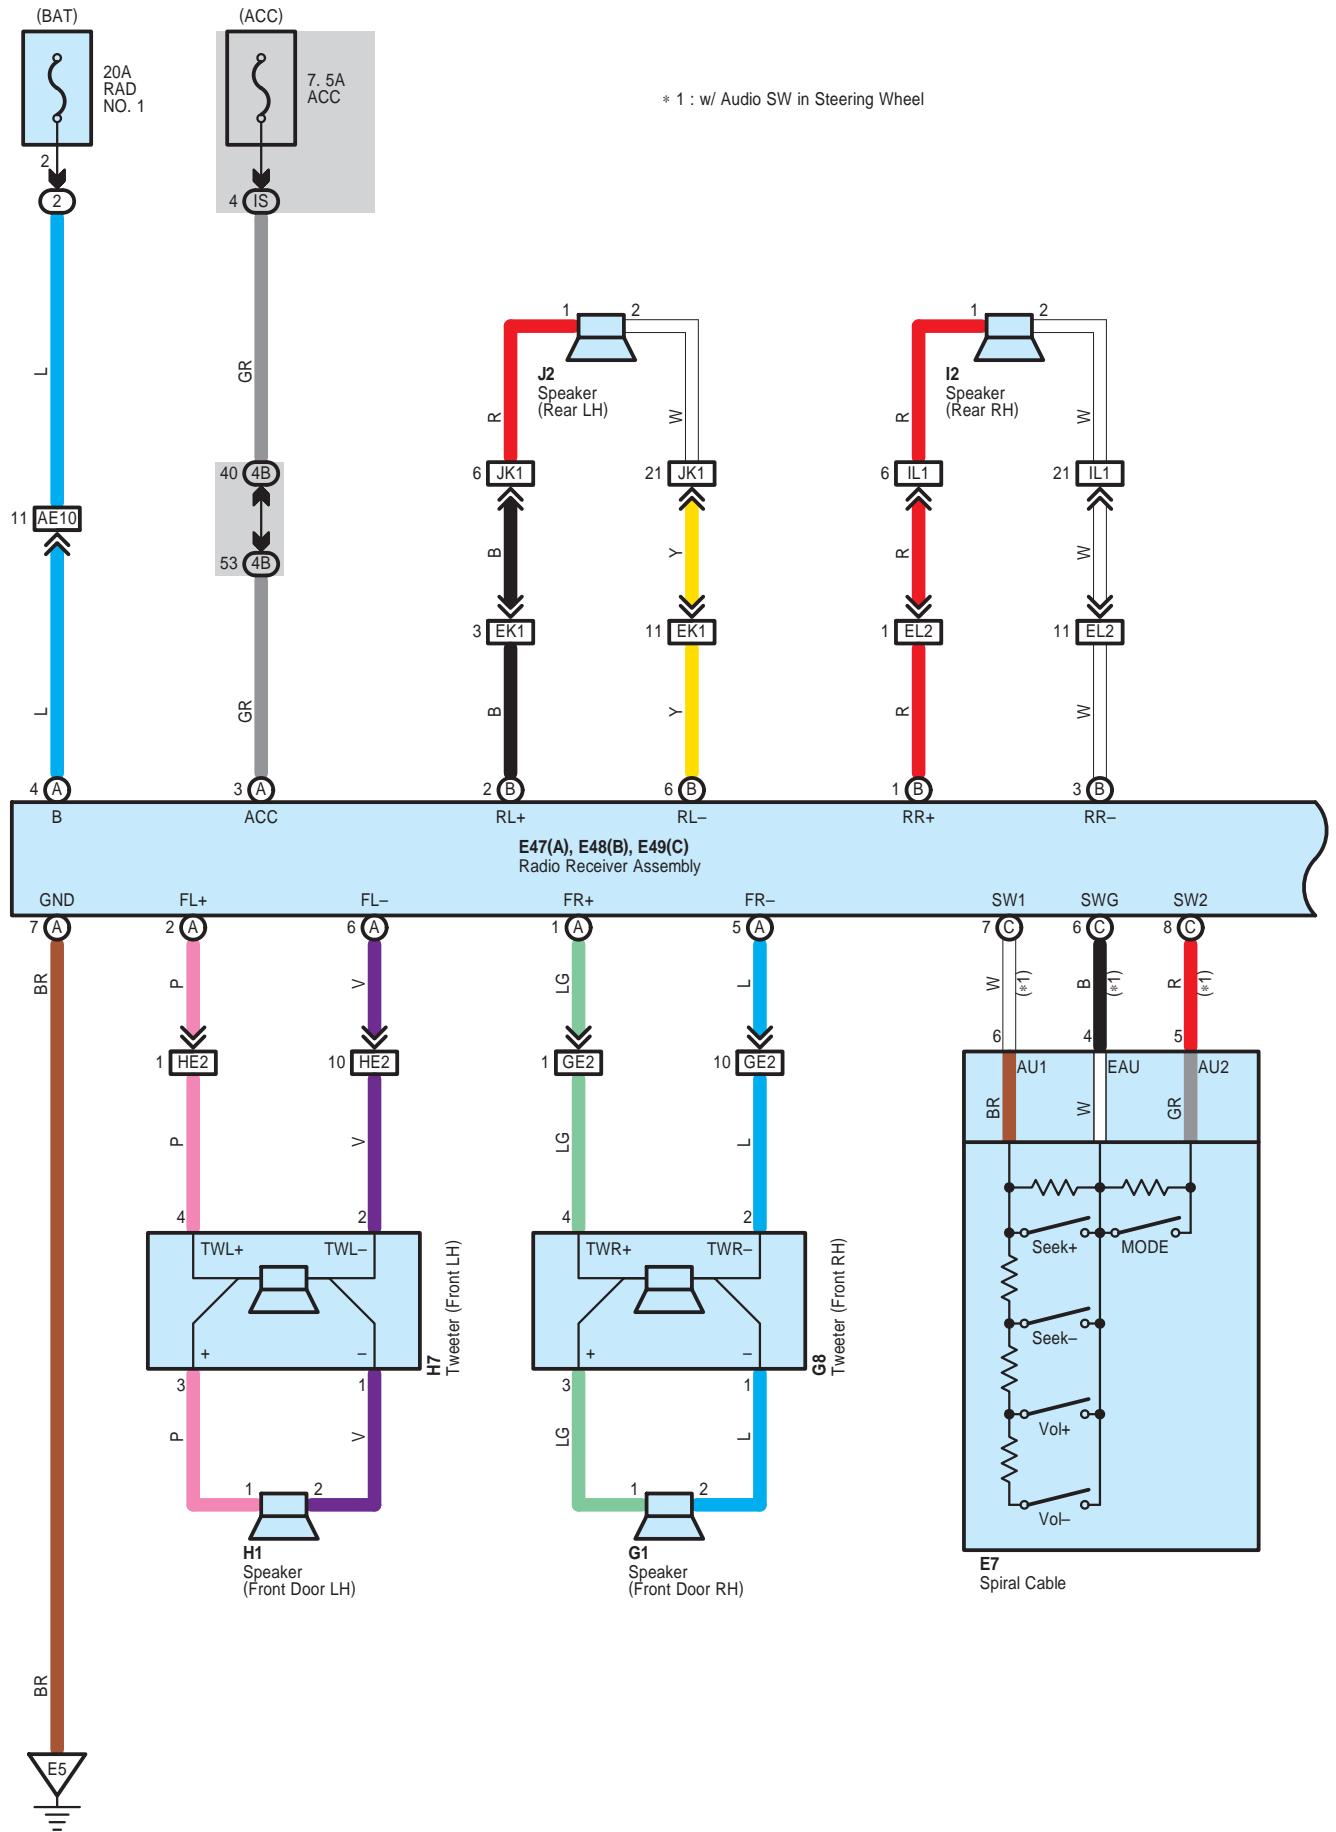 (BAT) (ACC)
20A
RAD
NO. 1
7. 5A
ACC
* 1 : w/ Audio SW in Steering Wheel
2
2
4 IS
L
GR
1 2
J2
Speaker
(Rear LH)
1 2
I2
Speaker
(Rear RH)
R W R W
40 4B
6 JK1
21 JK1
6 IL1
21 IL1
11 AE10
53 4B
B Y R W
3 EK1
11 EK1
1 EL2
11 EL2
L GR B Y R W
4 A
3 A
2 B
6 B
1 B
3 B
B ACC RL+ RL– RR+ RR–
E47(A), E48(B), E49(C)
Radio Receiver Assembly
GND FL+ FL– FR+ FR– SW1 SWG SW2
7 A
2 A
6 A
1 A
5 A
7 C
6 C
8 C
BR P V LG L W (*1) B (*1) R (*1)
6 4 5
1 HE2
10 HE2
1 GE2
10 GE2
AU1 EAU AU2
BR W GR
P V LG L
4 2 4 2
TWL+ TWL–
TWR+ TWR–
Seek+ MODE
Seek–
+ –
+ –
H7
Tweeter (Front LH)
G8
Tweeter (Front RH)
3 1 3 1
Vol+
P V LG L
1 2
1 2
Vol–
H1
Speaker
(Front Door LH)
G1
Speaker
(Front Door RH)
E7
Spiral Cable
BR
E5